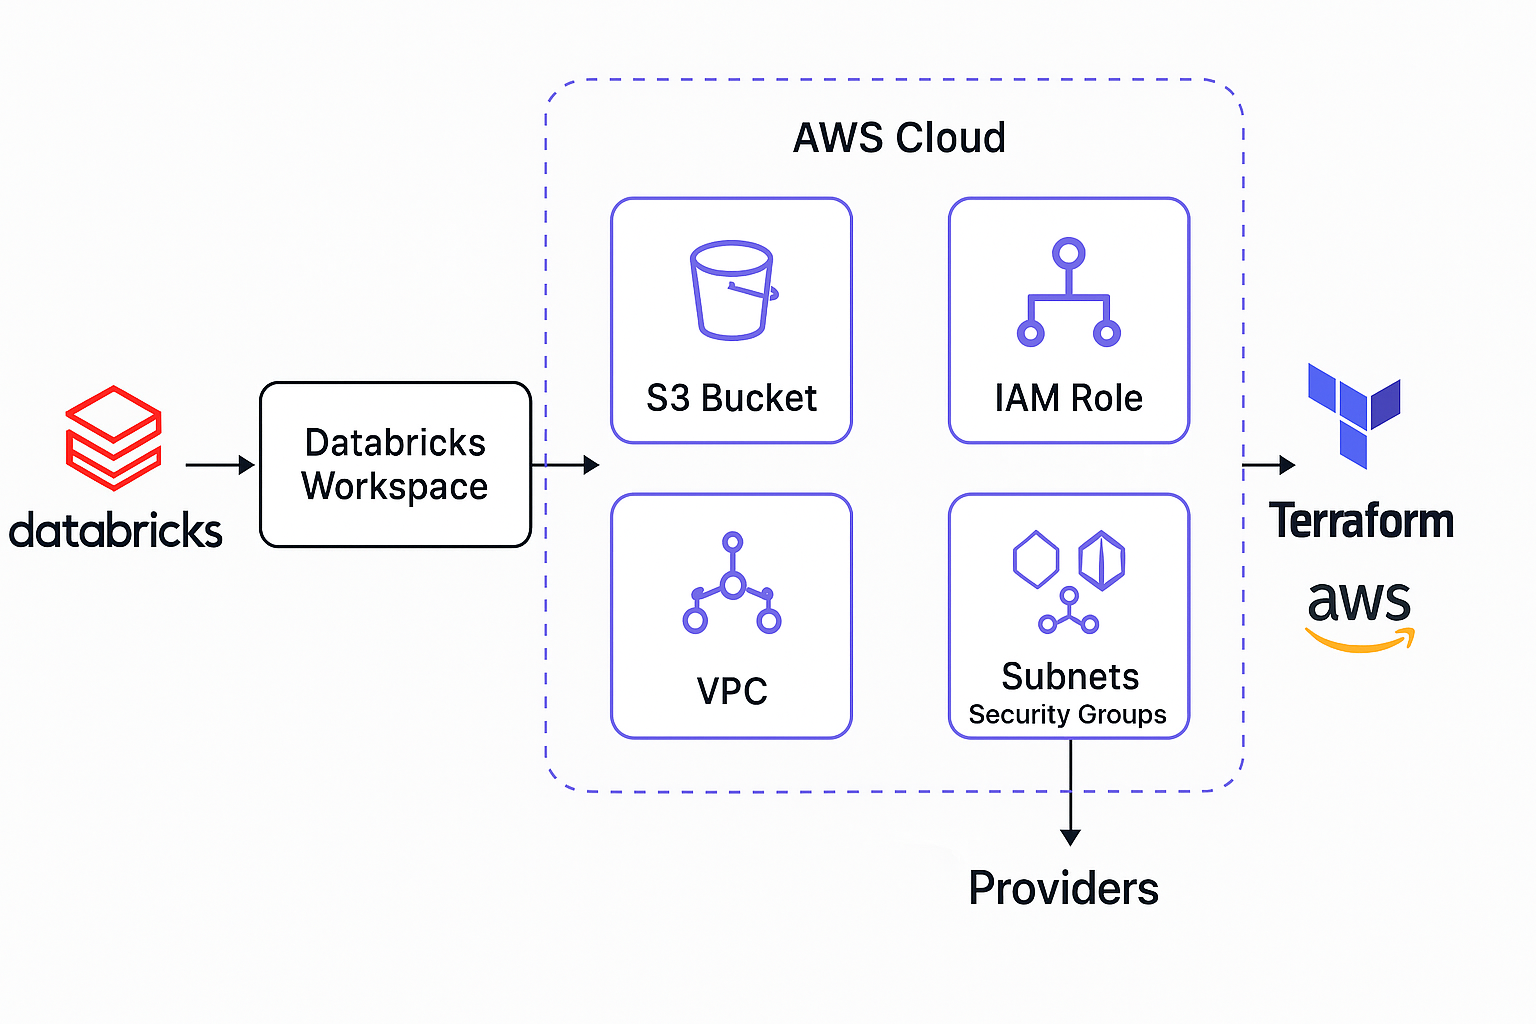 AWS Cloud
S3 Bucket
IAM Role
databricks
Databricks
Workspace
VPC
Subnets
Security Groups
Terraform
aws
Providers